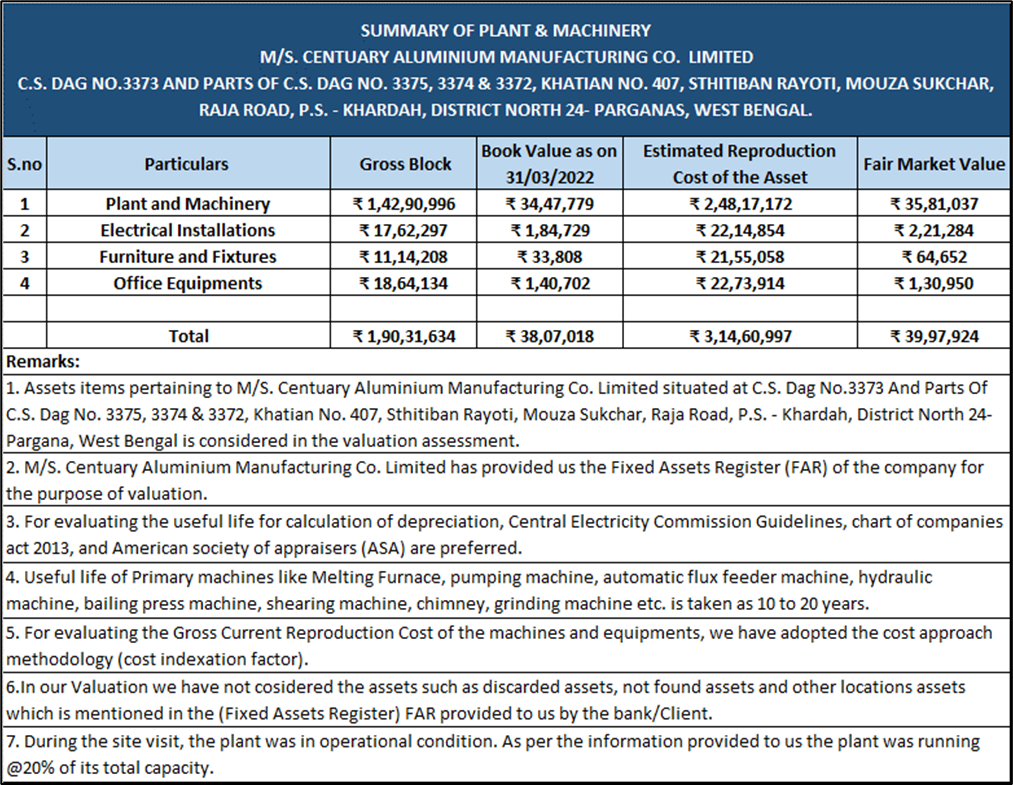 SUMMARY OF PLANT & MACHINERY
M/S. CENTUARY ALUMINIUM MANUFACTURING CO. LIMITED
C.S. DAG NO.3373 AND PARTS OF C.S. DAG NO. 3375, 3374 & 3372, KHATIAN NO. 407, STHITIBAN RAYOTI, MOUZA SUKCHAR,
RAJA ROAD, P.S. - KHARDAH, DISTRICT NORTH 24- PARGANAS, WEST BENGAL.
S.no Particulars Gross Block Book Value as on 31/03/2022 Estimated Reproduction Cost of the Asset Fair Market Value
1 Plant and Machinery ₹ 1,42,90,996 ₹ 34,47,779 ₹ 2,48,17,172 ₹ 35,81,037
2 Electrical Installations ₹ 17,62,297 ₹ 1,84,729 ₹ 22,14,854 ₹ 2,21,284
3 Furniture and Fixtures ₹ 11,14,208 ₹ 33,808 ₹ 21,55,058 ₹ 64,652
4 Office Equipments ₹ 18,64,134 ₹ 1,40,702 ₹ 22,73,914 ₹ 1,30,950
Total ₹ 1,90,31,634 ₹ 38,07,018 ₹ 3,14,60,997 ₹ 39,97,924
Remarks:
1. Assets items pertaining to M/S. Centuary Aluminium Manufacturing Co. Limited situated at C.S. Dag No.3373 And Parts Of
C.S. Dag No. 3375, 3374 & 3372, Khatian No. 407, Sthitiban Rayoti, Mouza Sukchar, Raja Road, P.S. - Khardah, District North 24-
Pargana, West Bengal is considered in the valuation assessment.
2. M/S. Centuary Aluminium Manufacturing Co. Limited has provided us the Fixed Assets Register (FAR) of the company for
the purpose of valuation.
3. For evaluating the useful life for calculation of depreciation, Central Electricity Commission Guidelines, chart of companies
act 2013, and American society of appraisers (ASA) are preferred.
4. Useful life of Primary machines like Melting Furnace, pumping machine, automatic flux feeder machine, hydraulic
machine, bailing press machine, shearing machine, chimney, grinding machine etc. is taken as 10 to 20 years.
5. For evaluating the Gross Current Reproduction Cost of the machines and equipments, we have adopted the cost approach
methodology (cost indexation factor).
6.In our Valuation we have not cosidered the assets such as discarded assets, not found assets and other locations assets
which is mentioned in the (Fixed Assets Register) FAR provided to us by the bank/Client.
7. During the site visit, the plant was in operational condition. As per the information provided to us the plant was running
@20% of its total capacity.